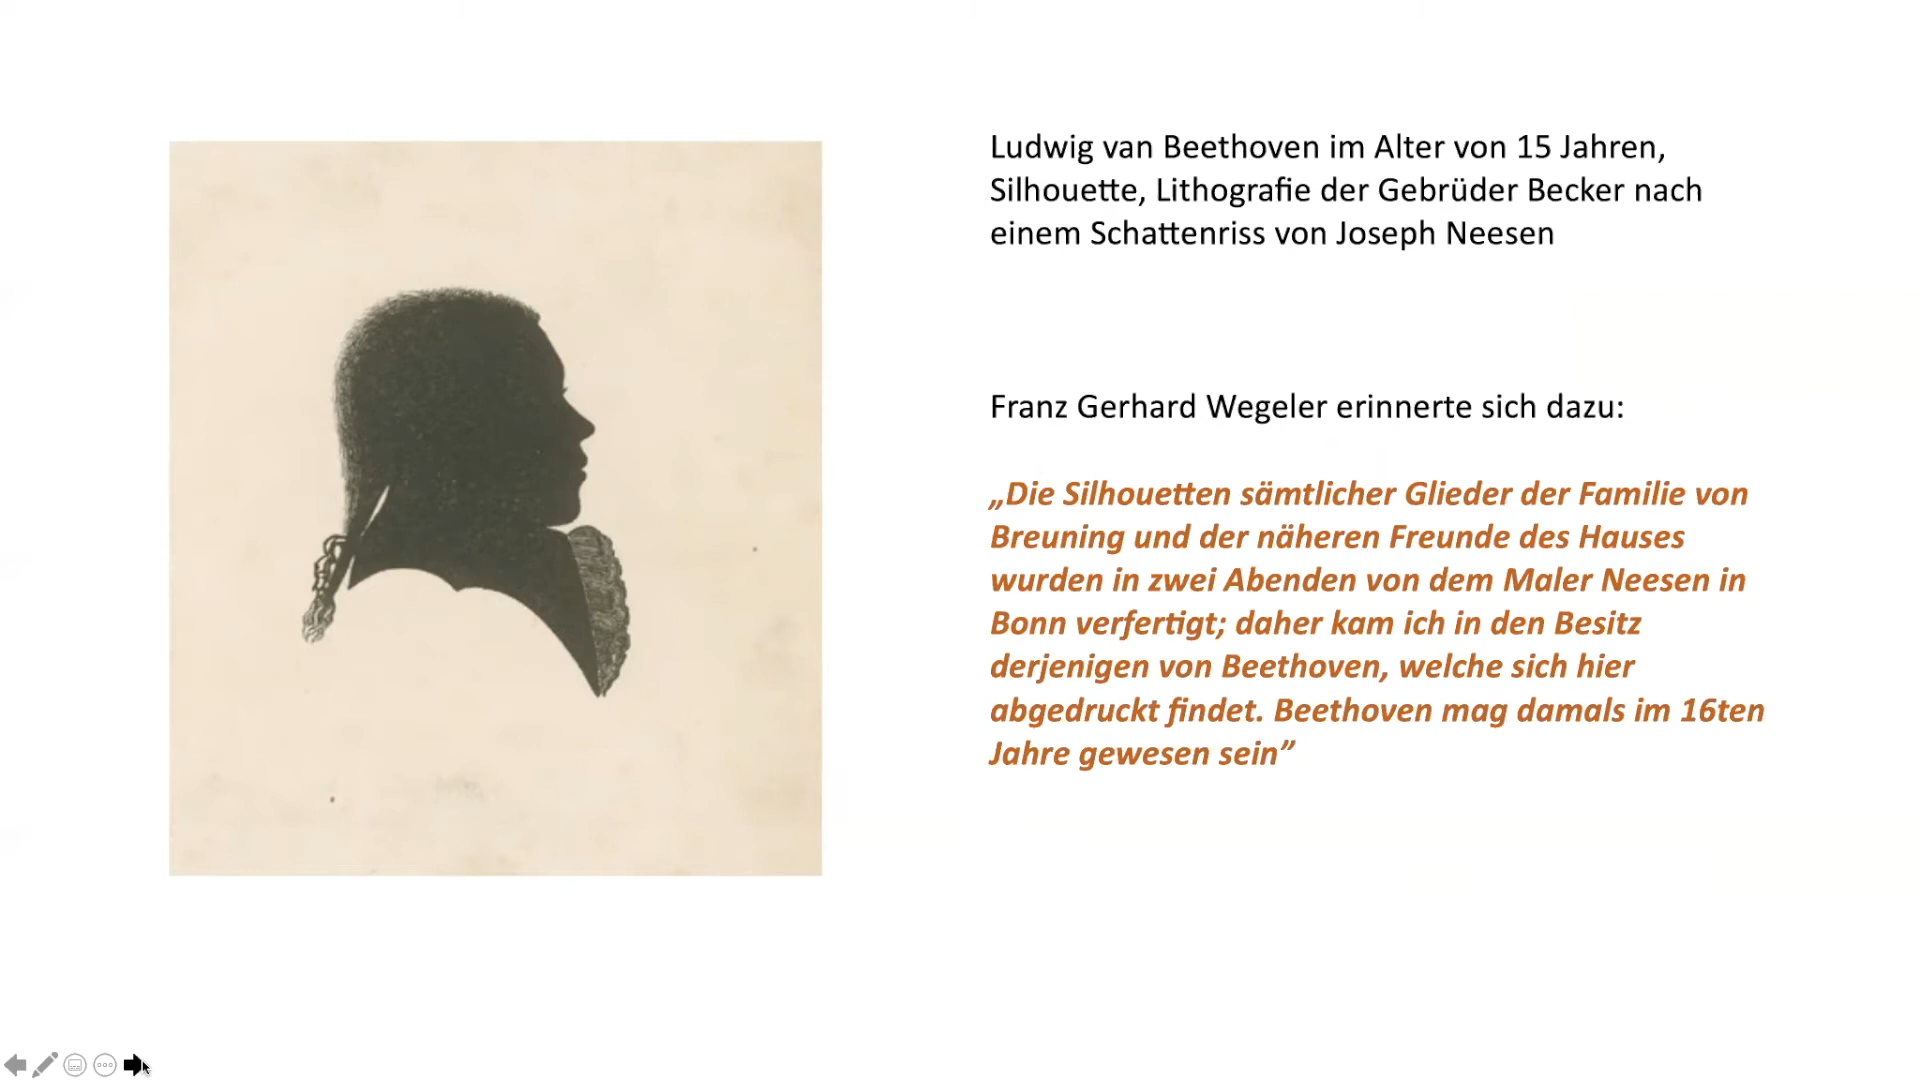 Ludwig van Beethoven im Alter von 15 Jahren,
Silhouette, Lithografie der Gebrüder Becker nach
einem Schattenriss von Joseph Neesen
Franz Gerhard Wegeler erinnerte sich dazu:
„Die Silhouetten sämtlicher Glieder der Familie von
Breuning und der näheren Freunde des Hauses
wurden in zwei Abenden von dem Maler Neesen in
Bonn verfertigt; daher kam ich in den Besitz
derjenigen von Beethoven, welche sich hier
abgedruckt findet. Beethoven mag damals im 16ten
Jahre gewesen sein”